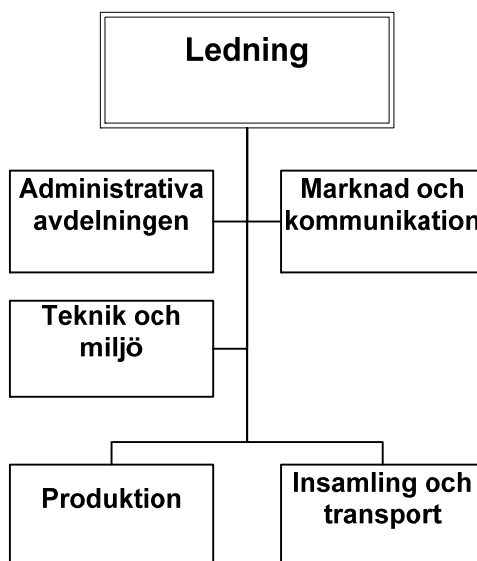 Ledning
Administrativa
avdelningen
Marknad och
kommunikation
Teknik och
miljö
Produktion
Insamling och
transport